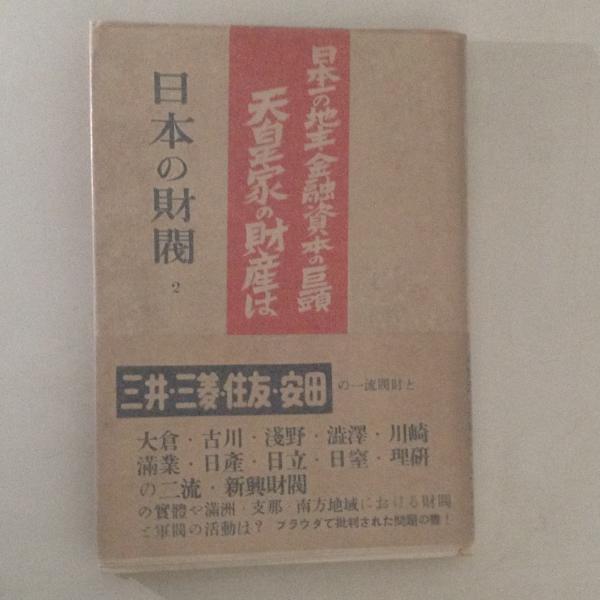 日本一の地主金融資本の巨頭
天皇家の財産は
日本の財閥
2
三井・三菱・住友・安田の一流閥財と
大倉・古川・淺野・澁澤・川崎
滿業・日產・日立・日窒・理硏
の二流・新興財閥
の實體や滿洲・支那・南方地域における財閥
と軍閥の活動は? プラウダで批判された問題の書!